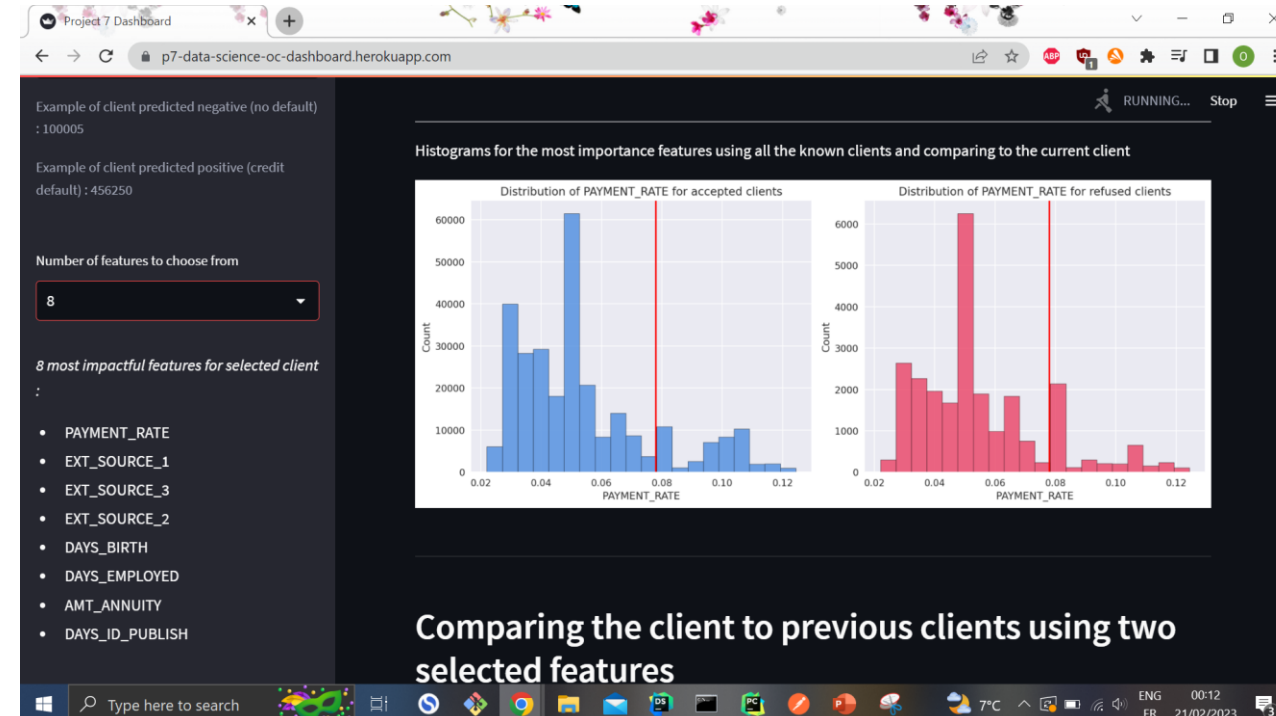 Project 7 Dashboard
p7-data-science-oc-dashboard.herokuapp.com
ABP
1
O
Example of client predicted negative (no default)
: 100005
Example of client predicted positive (credit
default) : 456250
Number of features to choose from
8
8 most impactful features for selected client
:
PAYMENT_RATE
EXT_SOURCE_1
EXT_SOURCE_3
EXT_SOURCE_2
DAYS_BIRTH
DAYS_EMPLOYED
AMT_ANNUITY
DAYS_ID_PUBLISH
RUNNING... Stop
Histograms for the most importance features using all the known clients and comparing to the current client
Distribution of PAYMENT_RATE for accepted clients
60000
50000
40000
30000
20000
10000
0
Count
0.02 0.04 0.06 0.08 0.10 0.12
PAYMENT_RATE
Distribution of PAYMENT_RATE for refused clients
6000
5000
4000
3000
2000
1000
0
Count
0.02 0.04 0.06 0.08 0.10 0.12
PAYMENT_RATE
Comparing the client to previous clients using two
selected features
Type here to search
DS
PC
7°C
ENG
FR
00:12
21/02/2023
3